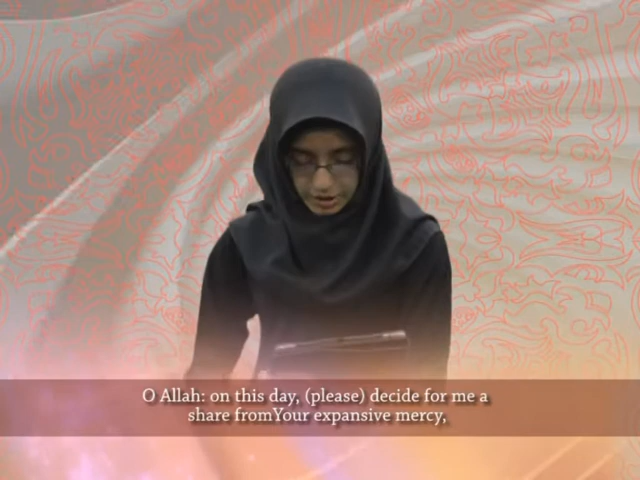 O Allah: on this day, (please) decide for me a
share fromYour expansive mercy,